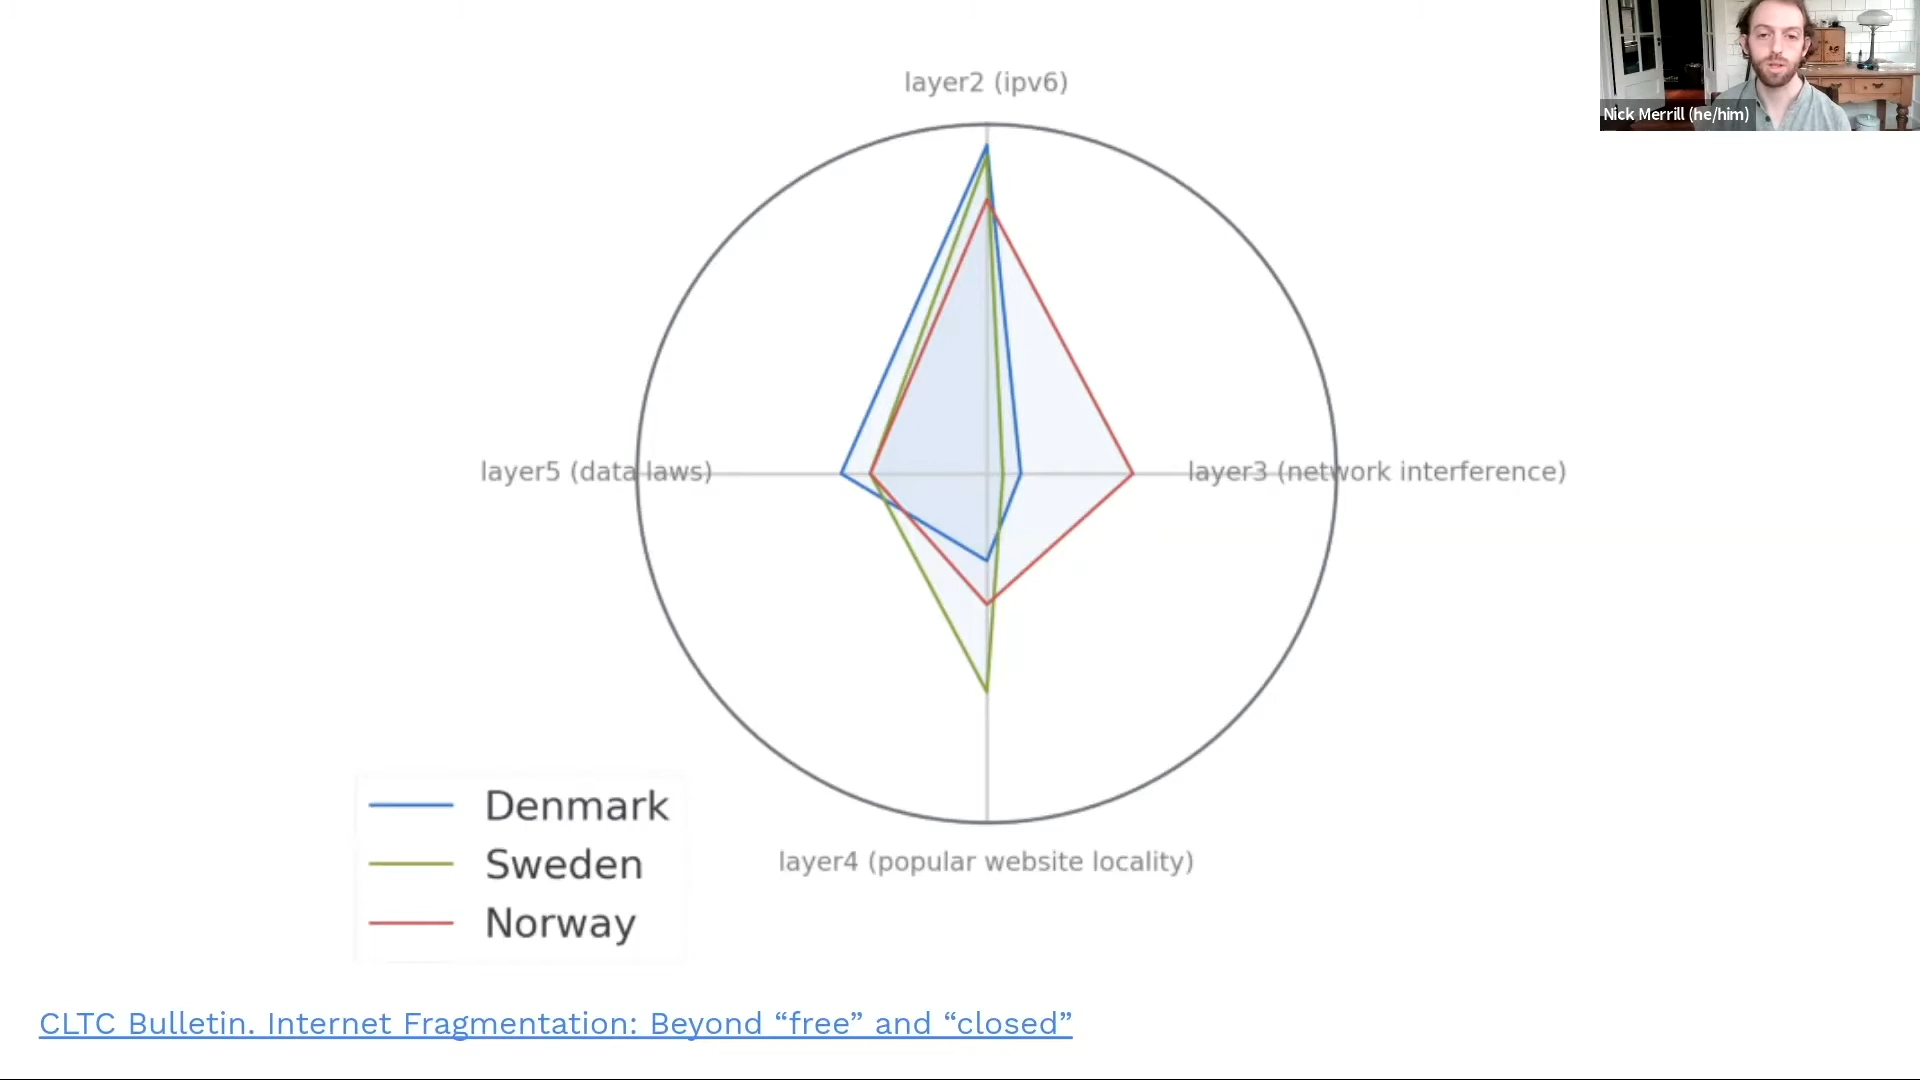 Nick Merrill (he/him)
layer2 (ipv6)
layer5 (data laws)
layer3 (network interference)
layer4 (popular website locality)
Denmark
Sweden
Norway
CLTC Bulletin. Internet Fragmentation: Beyond “free” and “closed”